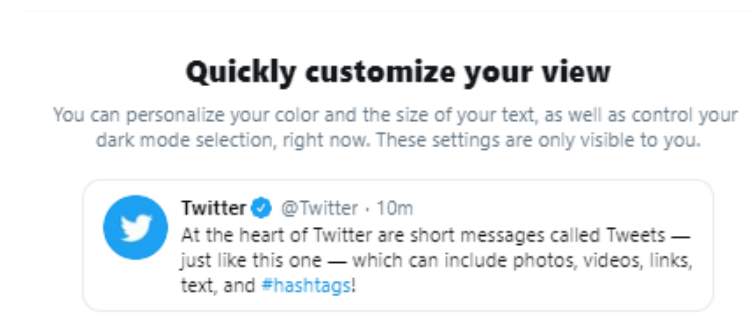 Quickly customize your view
You can personalize your color and the size of your text, as well as control your
dark mode selection, right now. These settings are only visible to you.
Twitter @Twitter · 10m
At the heart of Twitter are short messages called Tweets —
just like this one — which can include photos, videos, links,
text, and #hashtags!